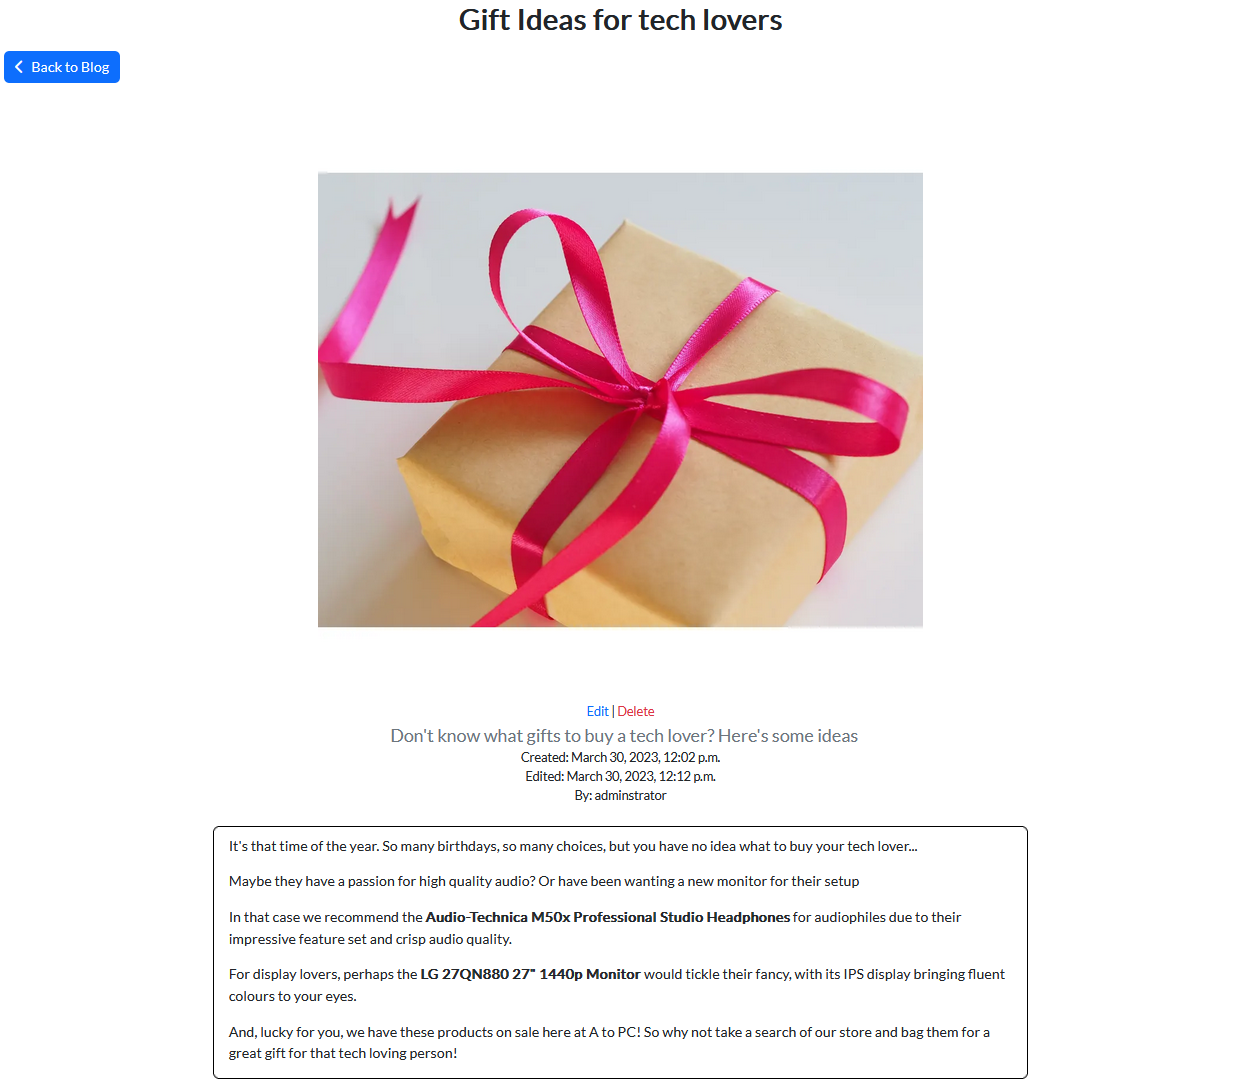 Gift Ideas for tech lovers
Back to Blog
Edit | Delete
Don't know what gifts to buy a tech lover? Here's some ideas
Created: March 30, 2023, 12:02 p.m.
Edited: March 30, 2023, 12:12 p.m.
By: adminstrator
It's that time of the year. So many birthdays, so many choices, but you have no idea what to buy your tech lover...
Maybe they have a passion for high quality audio? Or have been wanting a new monitor for their setup
In that case we recommend the Audio-Technica M50x Professional Studio Headphones for audiophiles due to their
impressive feature set and crisp audio quality.
For display lovers, perhaps the LG 27QN880 27" 1440p Monitor would tickle their fancy, with its IPS display bringing fluent
colours to your eyes.
And, lucky for you, we have these products on sale here at A to PC! So why not take a search of our store and bag them for a
great gift for that tech loving person!